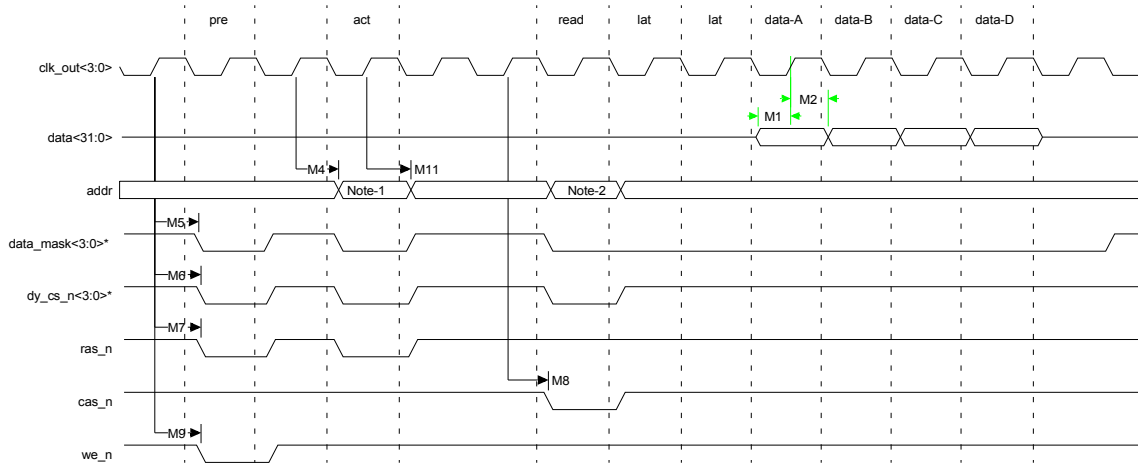 pre act read lat lat data-A data-B data-C data-D
clk_out<3:0>
M2
M1
data<31:0>
M4 M11
addr Note-1 Note-2
M5
data_mask<3:0>*
M6
dy_cs_n<3:0>*
M7
ras_n
M8
cas_n
M9
we_n